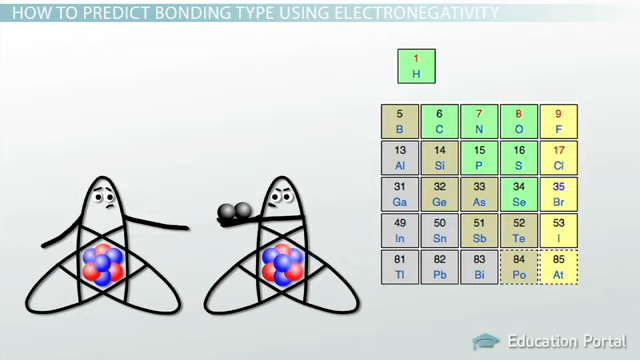 HOW TO PREDICT BONDING TYPE USING ELECTRONEGATIVITY
1
H
5 6 7 8 9
B C N O F
13 14 15 16 17
Al Si P S Cl
31 32 33 34 35
Ga Ge As Se Br
49 50 51 52 53
In Sn Sb Te I
81 82 83 84 85
Tl Pb Bi Po At
Education Portal